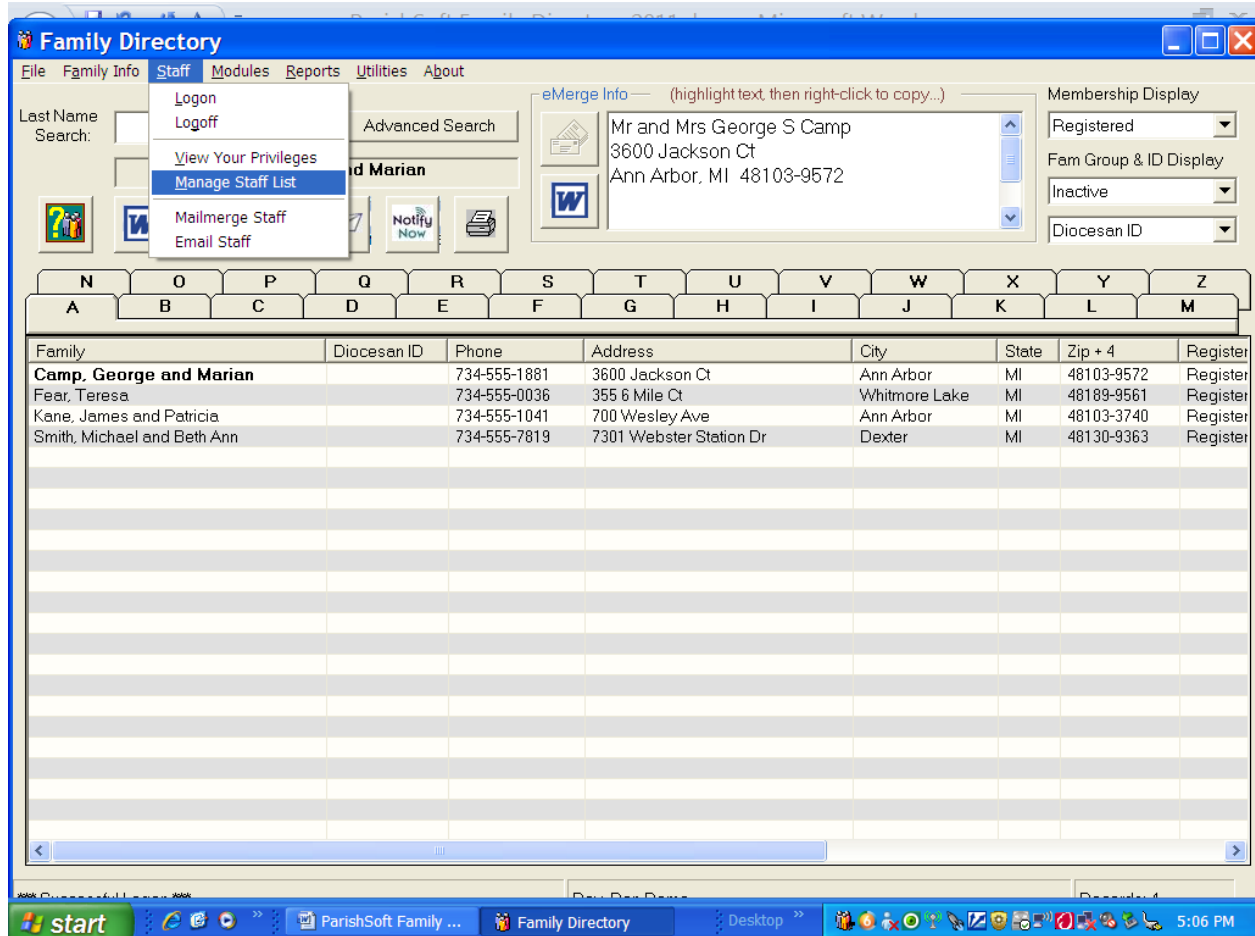 Family Directory
File Family Info Staff Modules Reports Utilities About
Logon
Logoff
View Your Privileges
Manage Staff List
Mailmerge Staff
Email Staff
Last Name
Search:
Advanced Search
nd Marian
Notify
Now
eMerge Info (highlight text, then right-click to copy...)
Mr and Mrs George S Camp
3600 Jackson Ct
Ann Arbor, MI 48103-9572
Membership Display
Registered
Fam Group & ID Display
Inactive
Diocesan ID
N O P Q R S T U V W X Y Z
A B C D E F G H I J K L M
Family Diocesan ID Phone Address City State Zip + 4 Register
Camp, George and Marian 734-555-1881 3600 Jackson Ct Ann Arbor MI 48103-9572 Register
Fear, Teresa 734-555-0036 355 6 Mile Ct Whitmore Lake MI 48189-9561 Register
Kane, James and Patricia 734-555-1041 700 Wesley Ave Ann Arbor MI 48103-3740 Register
Smith, Michael and Beth Ann 734-555-7819 7301 Webster Station Dr Dexter MI 48130-9363 Register
start ParishSoft Family ... Family Directory Desktop 5:06 PM